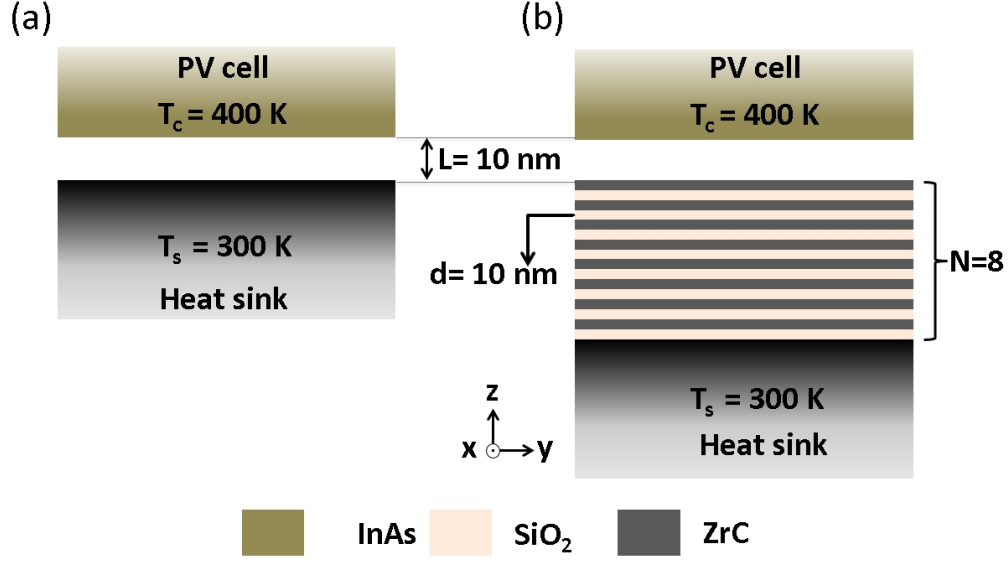 (a)
PV cell
Tc = 400 K
L= 10 nm
Ts = 300 K
Heat sink
(b)
PV cell
Tc = 400 K
d= 10 nm
N=8
Ts = 300 K
Heat sink
z
x
y
InAs
SiO2
ZrC